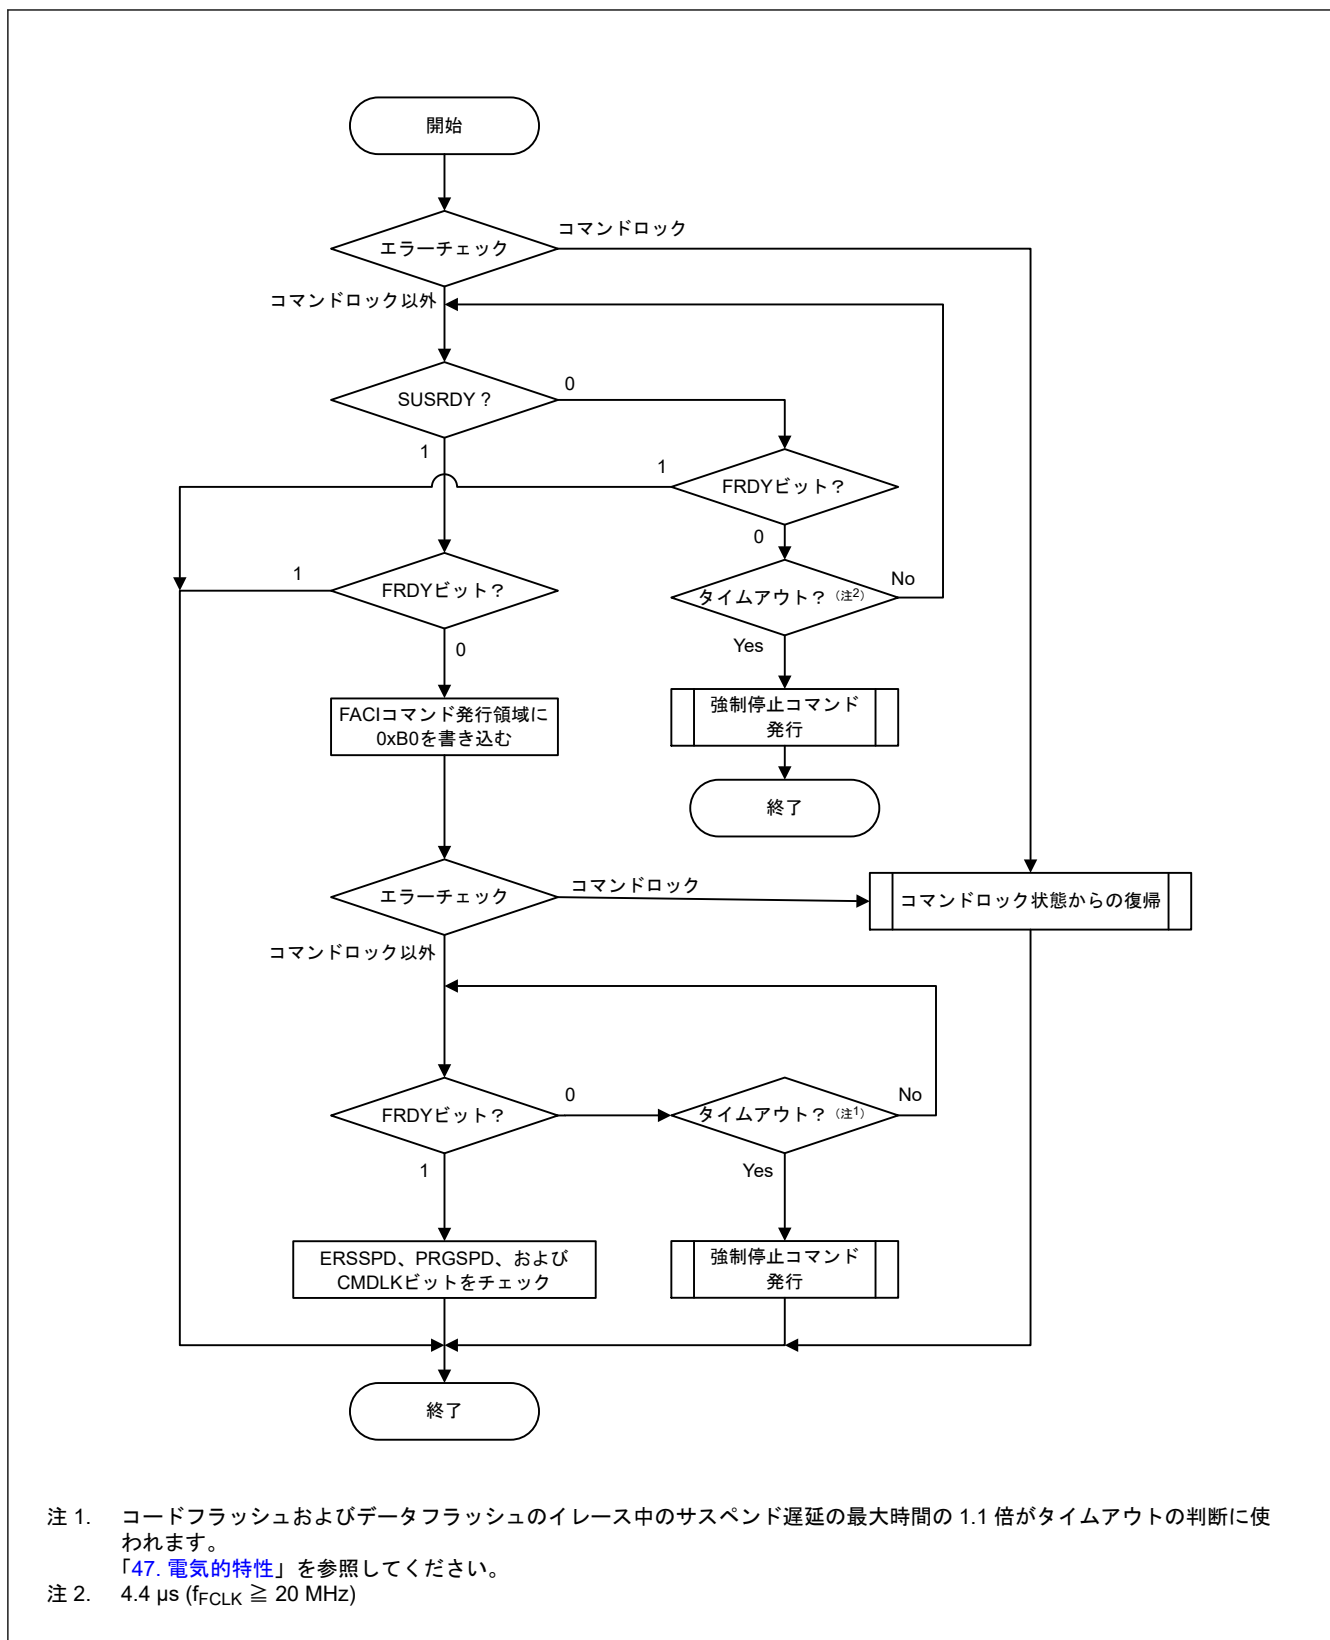 開始
エラーチェック
コマンドロック
コマンドロック以外
SUSRDY ?
0
1
1
FRDYビット？
0
1
FRDYビット？
タイムアウト？（注2）
No
Yes
0
FACIコマンド発行領域に
0xB0を書き込む
強制停止コマンド
発行
終了
エラーチェック
コマンドロック
コマンドロック状態からの復帰
コマンドロック以外
FRDYビット？
0
タイムアウト？（注1）
No
1
Yes
ERSSPD、PRGSPD、および
CMDLKビットをチェック
強制停止コマンド
発行
終了
注 1. コードフラッシュおよびデータフラッシュのイレース中のサスペンド遅延の最大時間の 1.1 倍がタイムアウトの判断に使
われます。
「47. 電気的特性」を参照してください。
注 2. 4.4 µs (fFCLK ≧ 20 MHz)